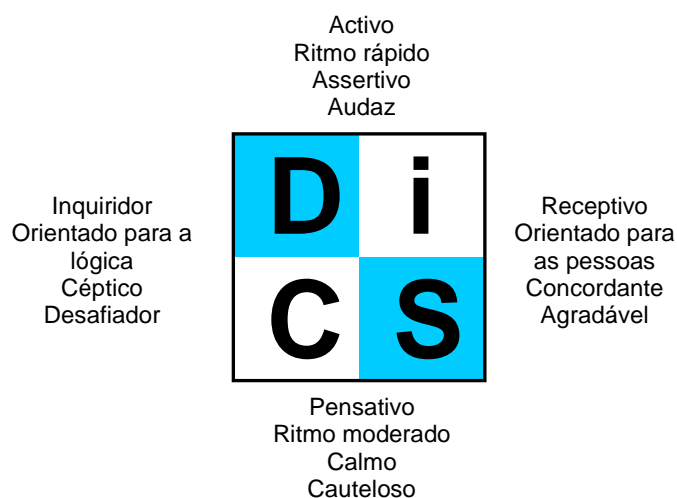 Activo
Ritmo rápido
Assertivo
Audaz
D i
Inquiridor
Orientado para a
lógica
Céptico
Desafiador
Receptivo
Orientado para
as pessoas
Concordante
Agradável
C S
Pensativo
Ritmo moderado
Calmo
Cauteloso